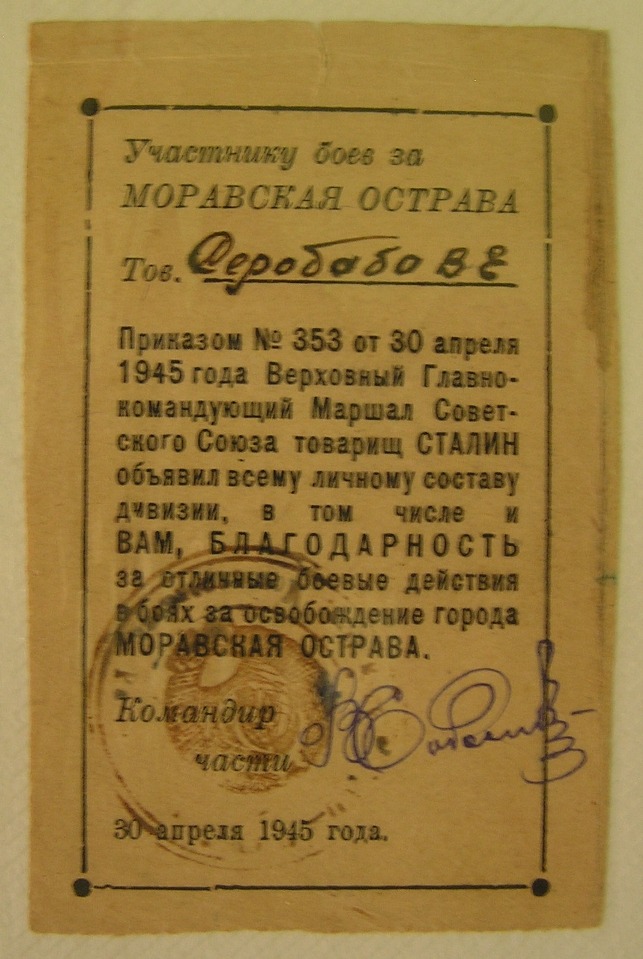 Участнику боев за
МОРАВСКАЯ ОСТРАВА
Тов. Деробабо В Е
Приказом № 353 от 30 апреля
1945 года Верховный Главно-
командующий Маршал Совет-
ского Союза товарищ СТАЛИН
объявил всему личному составу
дивизии, в том числе и
ВАМ, БЛАГОДАРНОСТЬ
за отличные боевые действия
в боях за освобождение города
МОРАВСКАЯ ОСТРАВА.
Командир
части
30 апреля 1945 года.